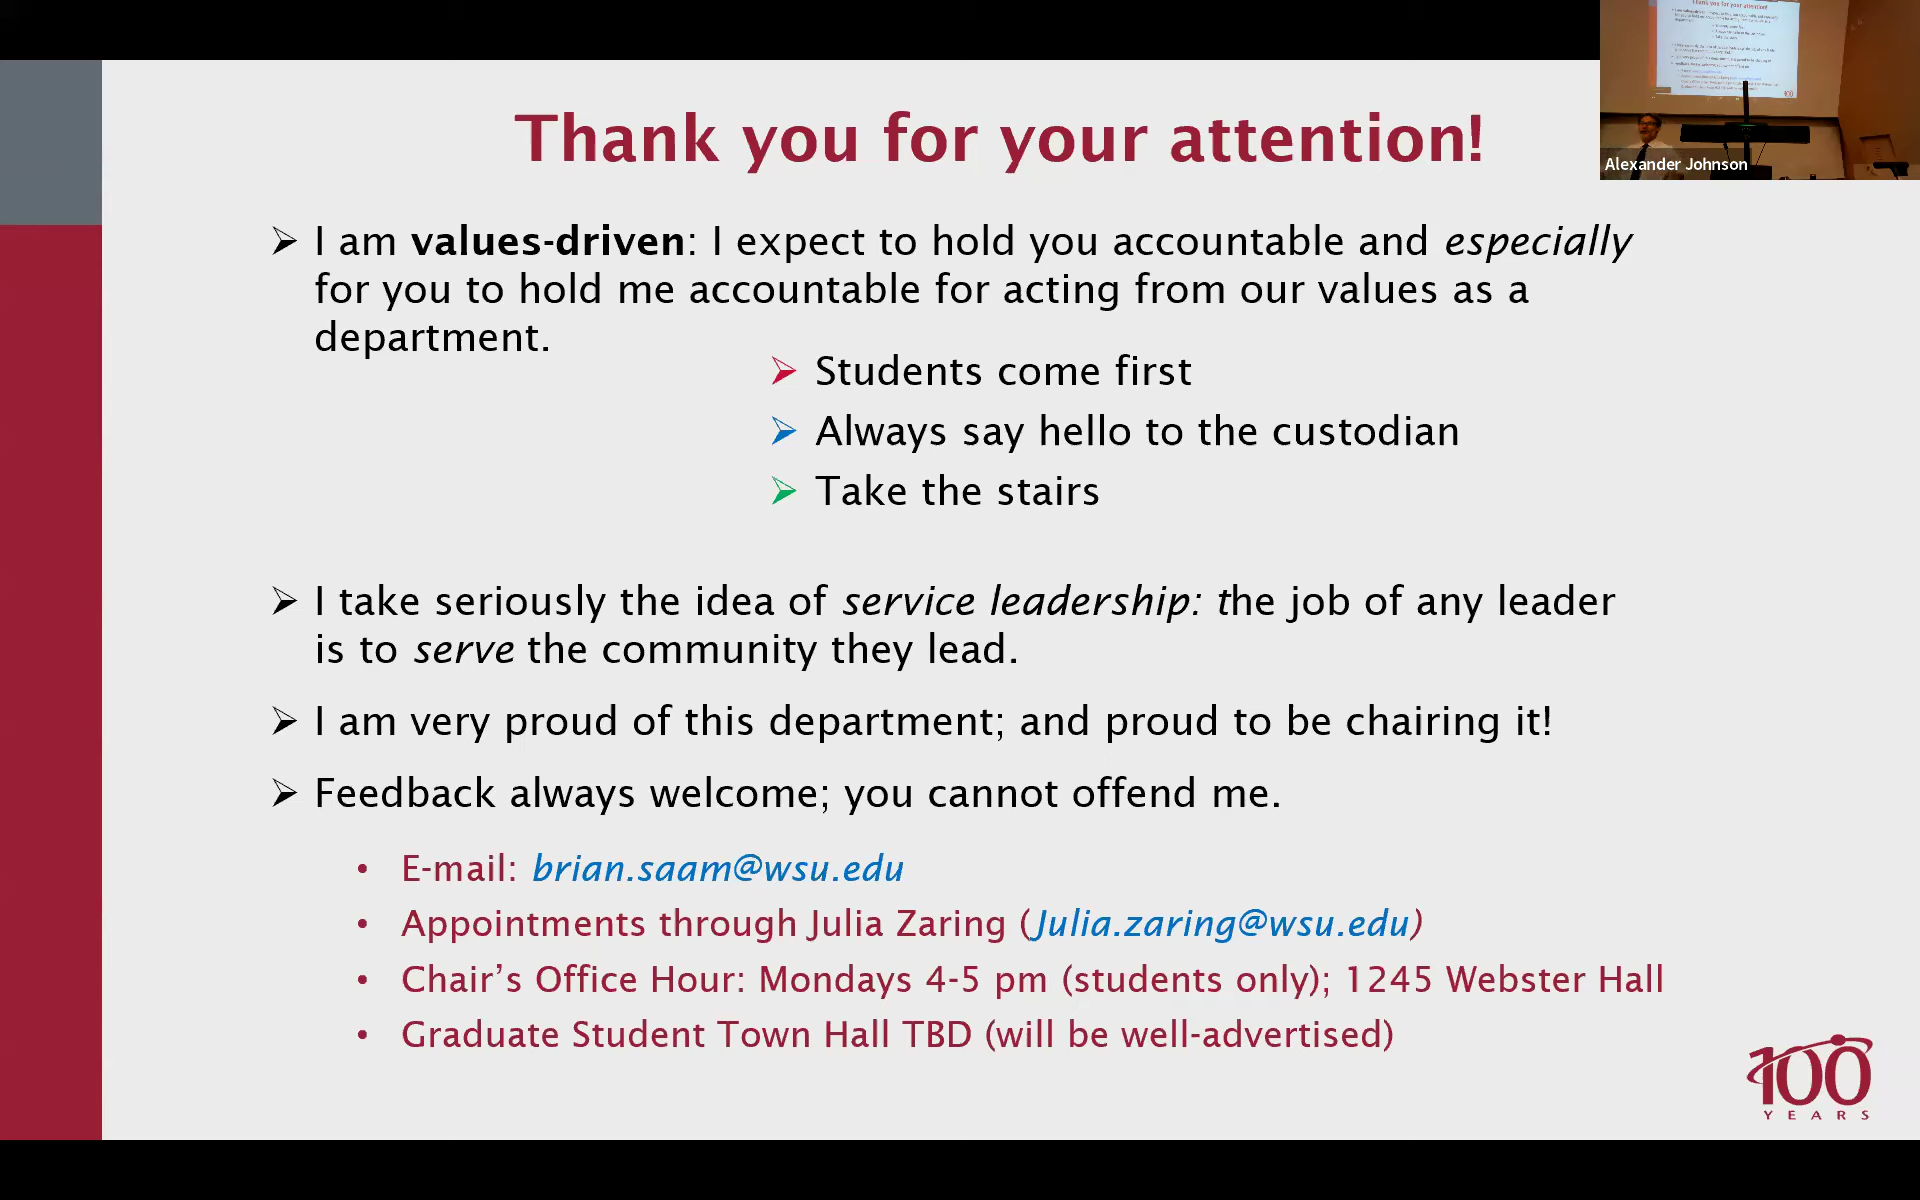 Thank you for your attention!
Alexander Johnson
➢ I am values-driven: I expect to hold you accountable and especially
for you to hold me accountable for acting from our values as a
department.
➢ Students come first
➢ Always say hello to the custodian
➢ Take the stairs
➢ I take seriously the idea of service leadership: the job of any leader
is to serve the community they lead.
➢ I am very proud of this department; and proud to be chairing it!
➢ Feedback always welcome; you cannot offend me.
• E-mail: brian.saam@wsu.edu
• Appointments through Julia Zaring (Julia.zaring@wsu.edu)
• Chair’s Office Hour: Mondays 4-5 pm (students only); 1245 Webster Hall
• Graduate Student Town Hall TBD (will be well-advertised)
100
YEARS